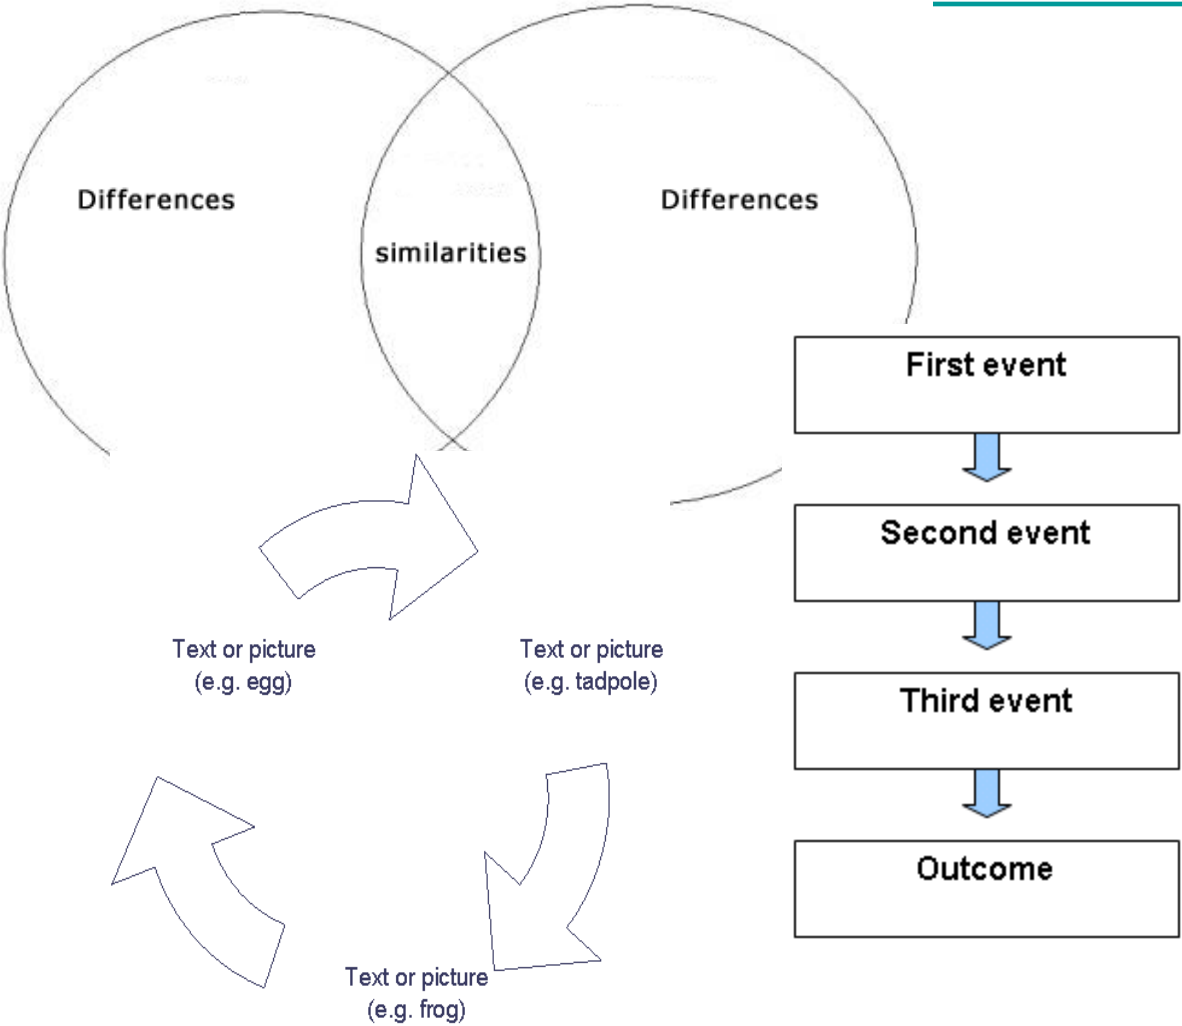 Differences
Differences
similarities
First event
Second event
Third event
Outcome
Text or picture
(e.g. egg)
Text or picture
(e.g. tadpole)
Text or picture
(e.g. frog)